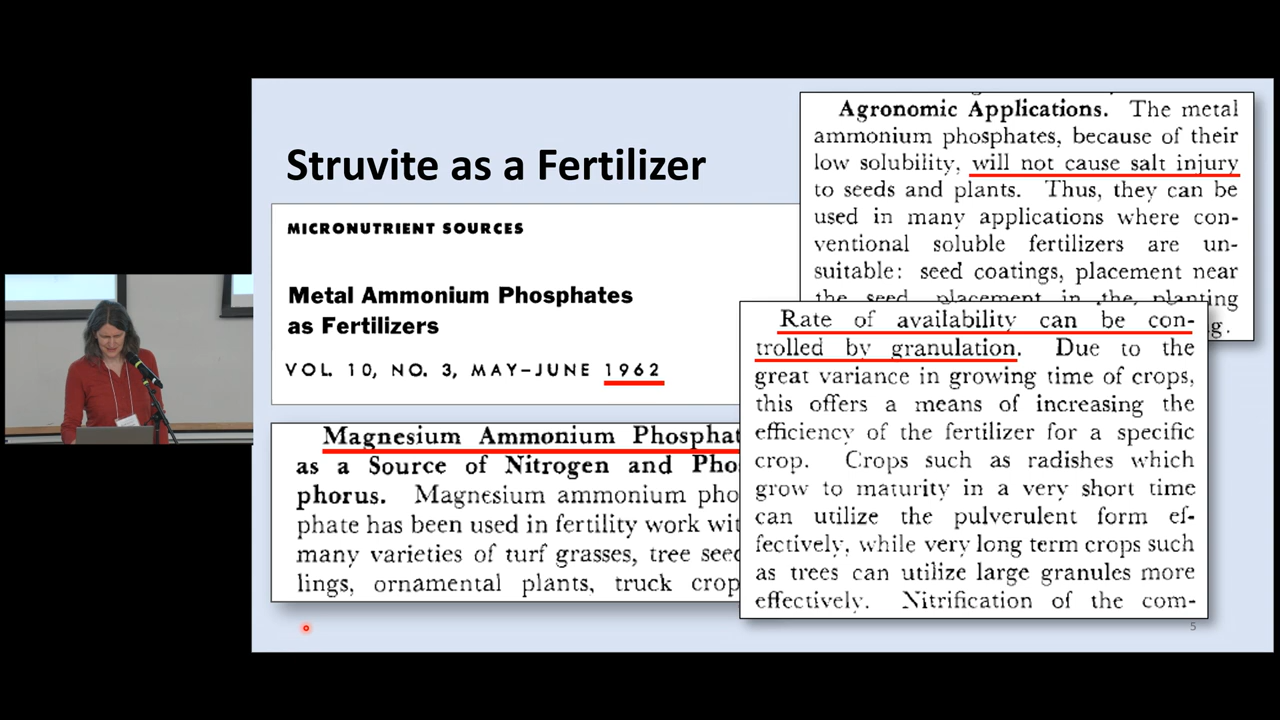 Struvite as a Fertilizer
MICRONUTRIENT SOURCES
Metal Ammonium Phosphates
as Fertilizers
VOL. 10, NO. 3, MAY–JUNE 1962
Magnesium Ammonium Phosphat
as a Source of Nitrogen and Pho
phorus. Magnesium ammonium pho
phate has been used in fertility work wit
many varieties of turf grasses, tree seed
lings, ornamental plants, truck crop
Agronomic Applications. The metal
ammonium phosphates, because of their
low solubility, will not cause salt injury
to seeds and plants. Thus, they can be
used in many applications where con-
ventional soluble fertilizers are un-
suitable: seed coatings, placement near
the seed, placement in the planting
g.
Rate of availability can be con-
trolled by granulation. Due to the
great variance in growing time of crops,
this offers a means of increasing the
efficiency of the fertilizer for a specific
crop. Crops such as radishes which
grow to maturity in a very short time
can utilize the pulverulent form ef-
fectively, while very long term crops such
as trees can utilize large granules more
effectively. Nitrification of the com-
5